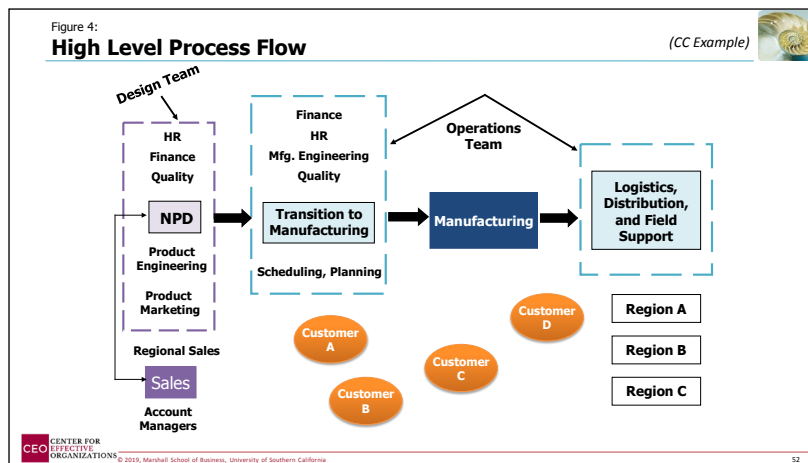 Figure 4:
High Level Process Flow
(CC Example)
Design Team
HR
Finance
Quality
NPD
Product
Engineering
Product
Marketing
Regional Sales
Sales
Account
Managers
Finance
HR
Mfg. Engineering
Quality
Transition to
Manufacturing
Scheduling, Planning
Operations
Team
Manufacturing
Logistics,
Distribution,
and Field
Support
Customer
A
Customer
B
Customer
C
Customer
D
Region A
Region B
Region C
CEO
CENTER FOR
EFFECTIVE
ORGANIZATIONS
© 2019, Marshall School of Business, University of Southern California
52